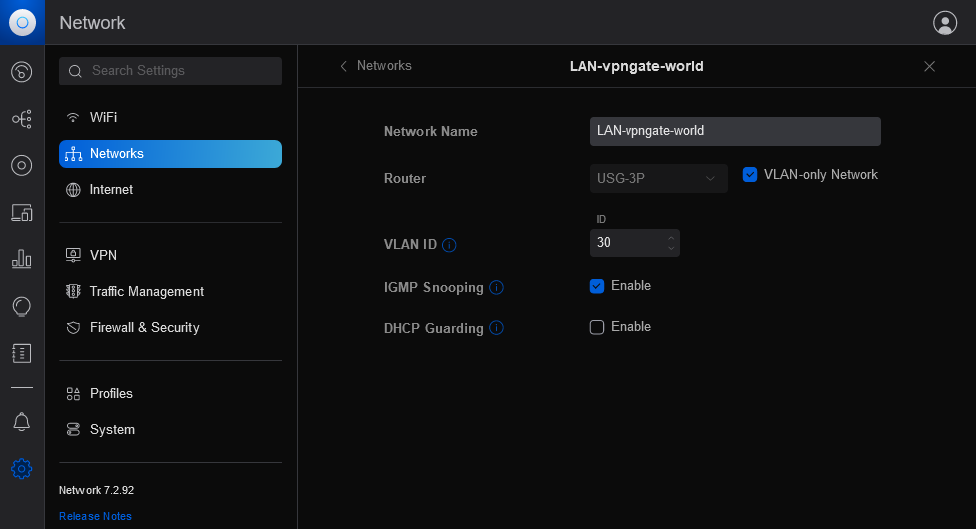 Network
Search Settings
WiFi
Networks
Internet
VPN
Traffic Management
Firewall & Security
Profiles
System
Network 7.2.92
Release Notes
Networks
LAN-vpngate-world
Network Name
LAN-vpngate-world
Router
USG-3P
VLAN-only Network
ID
VLAN ID
30
IGMP Snooping
Enable
DHCP Guarding
Enable